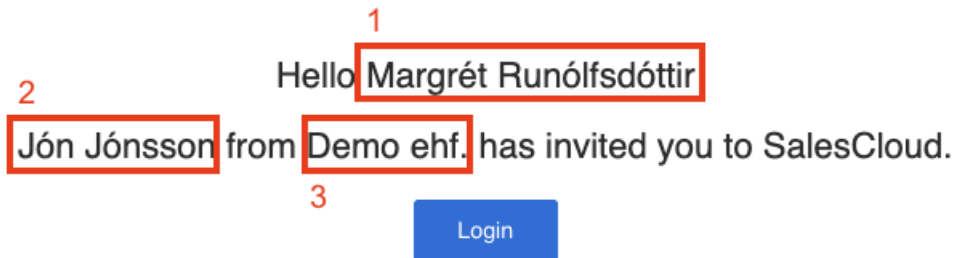 1
Hello Margrét Runólfsdóttir
2
Jón Jónsson from Demo ehf. has invited you to SalesCloud.
3
Login